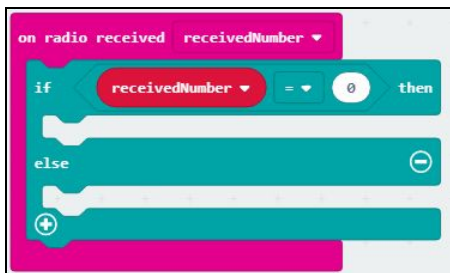 on radio received receivedNumber
if receivedNumber = 0 then
else